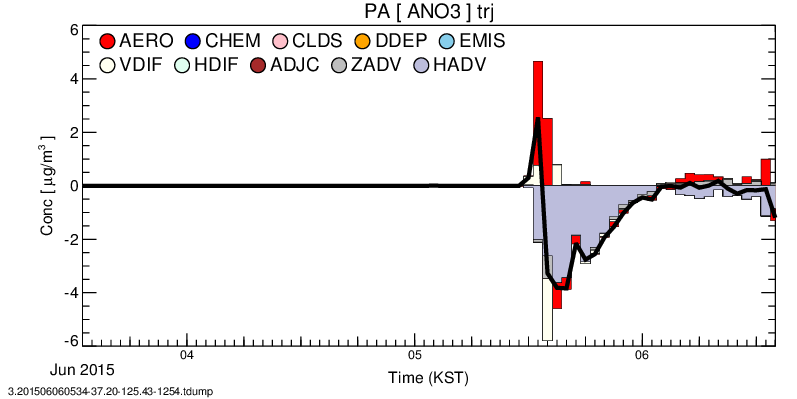 PA [ ANO3 ] trj
AERO CHEM CLDS DDEP EMIS
VDIF HDIF ADJC ZADV HADV
6
4
2
0
-2
-4
-6
Conc [ μg/m³ ]
04 05 06
Jun 2015
Time (KST)
3.201506060534-37.20-125.43-1254.tdump